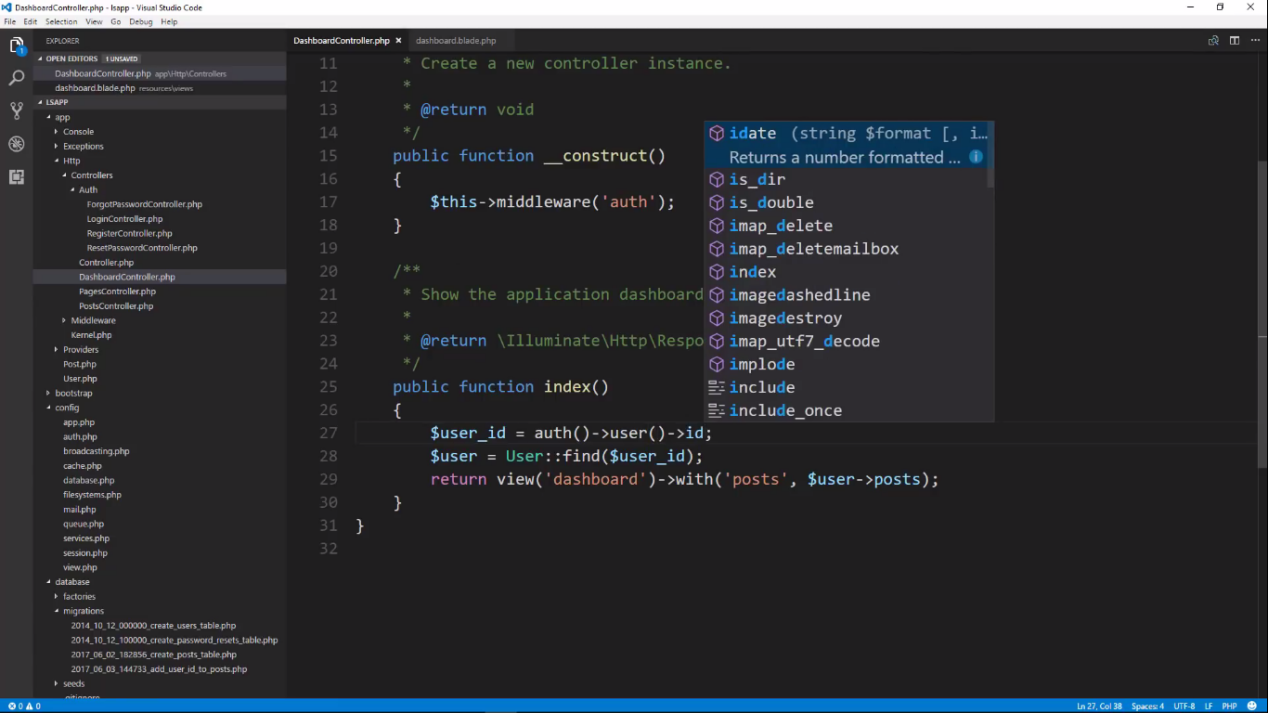 DashboardController.php - lsapp - Visual Studio Code
File Edit Selection View Go Debug Help
EXPLORER
OPEN EDITORS 1 UNSAVED
DashboardController.php app\Http\Controllers
dashboard.blade.php resources\views
LSAPP
app
Console
Exceptions
Http
Controllers
Auth
ForgotPasswordController.php
LoginController.php
RegisterController.php
ResetPasswordController.php
Controller.php
DashboardController.php
PagesController.php
PostsController.php
Middleware
Kernel.php
Providers
Post.php
User.php
bootstrap
config
app.php
auth.php
broadcasting.php
cache.php
database.php
filesystems.php
mail.php
queue.php
services.php
session.php
view.php
database
factories
migrations
2014_10_12_000000_create_users_table.php
2014_10_12_100000_create_password_resets_table.php
2017_06_02_182856_create_posts_table.php
2017_06_03_144733_add_user_id_to_posts.php
seeds
.gitignore
DashboardController.php dashboard.blade.php
11 * Create a new controller instance.
12 *
13 * @return void
14 */
15 public function __construct()
16 {
17 $this->middleware('auth');
18 }
19
20 /**
21 * Show the application dashboard
22 *
23 * @return \Illuminate\Http\Respo
24 */
25 public function index()
26 {
27 $user_id = auth()->user()->id;
28 $user = User::find($user_id);
29 return view('dashboard')->with('posts', $user->posts);
30 }
31 }
32
idate (string $format [, i...
Returns a number formatted ...
is_dir
is_double
imap_delete
imap_deletemailbox
index
imagedashedline
imagedestroy
imap_utf7_decode
implode
include
include_once
0 0 Ln 27, Col 38 Spaces: 4 UTF-8 LF PHP